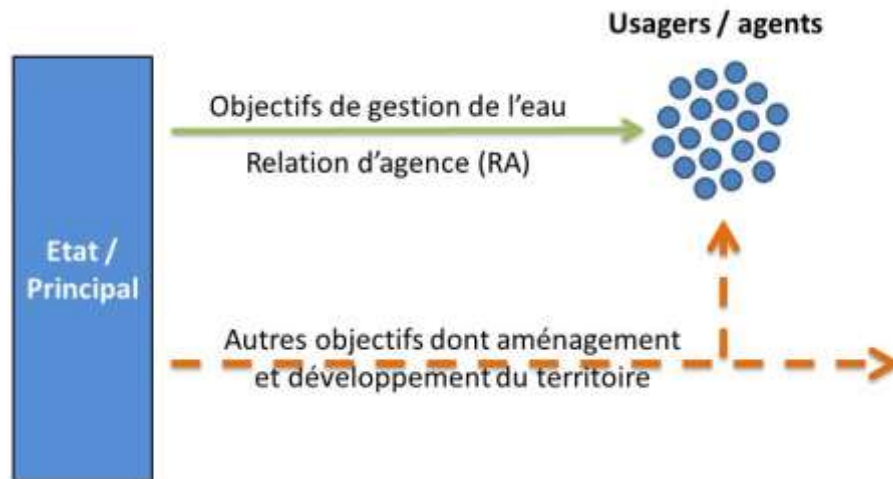 Usagers / agents
Objectifs de gestion de l'eau
Relation d'agence (RA)
Etat /
Principal
Autres objectifs dont aménagement
et développement du térritoire